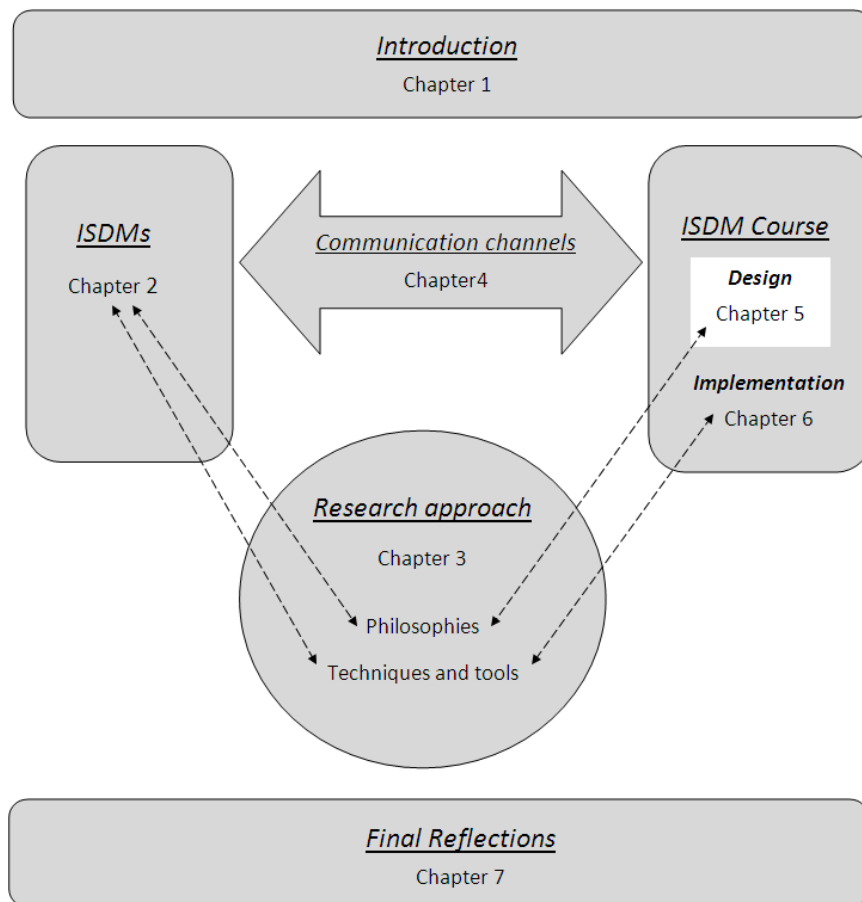 Introduction
Chapter 1
ISDMs
Chapter 2
Communication channels
Chapter4
ISDM Course
Design
Chapter 5
Implementation
Chapter 6
Research approach
Chapter 3
Philosophies
Techniques and tools
Final Reflections
Chapter 7